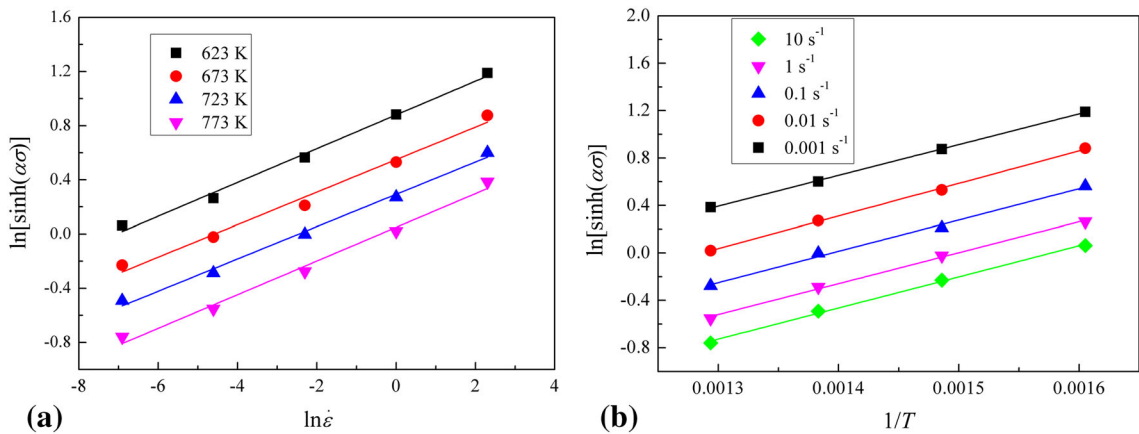 1.6
1.2
0.8
0.4
0.0
-0.4
-0.8
ln[sinh(ασ)]
623 K
673 K
723 K
773 K
-8 -6 -4 -2 0 2 4
lnε̇
(a)
2.0
1.6
1.2
0.8
0.4
0.0
-0.4
-0.8
ln[sinh(ασ)]
10 s⁻¹
1 s⁻¹
0.1 s⁻¹
0.01 s⁻¹
0.001 s⁻¹
0.0013 0.0014 0.0015 0.0016
1/T
(b)